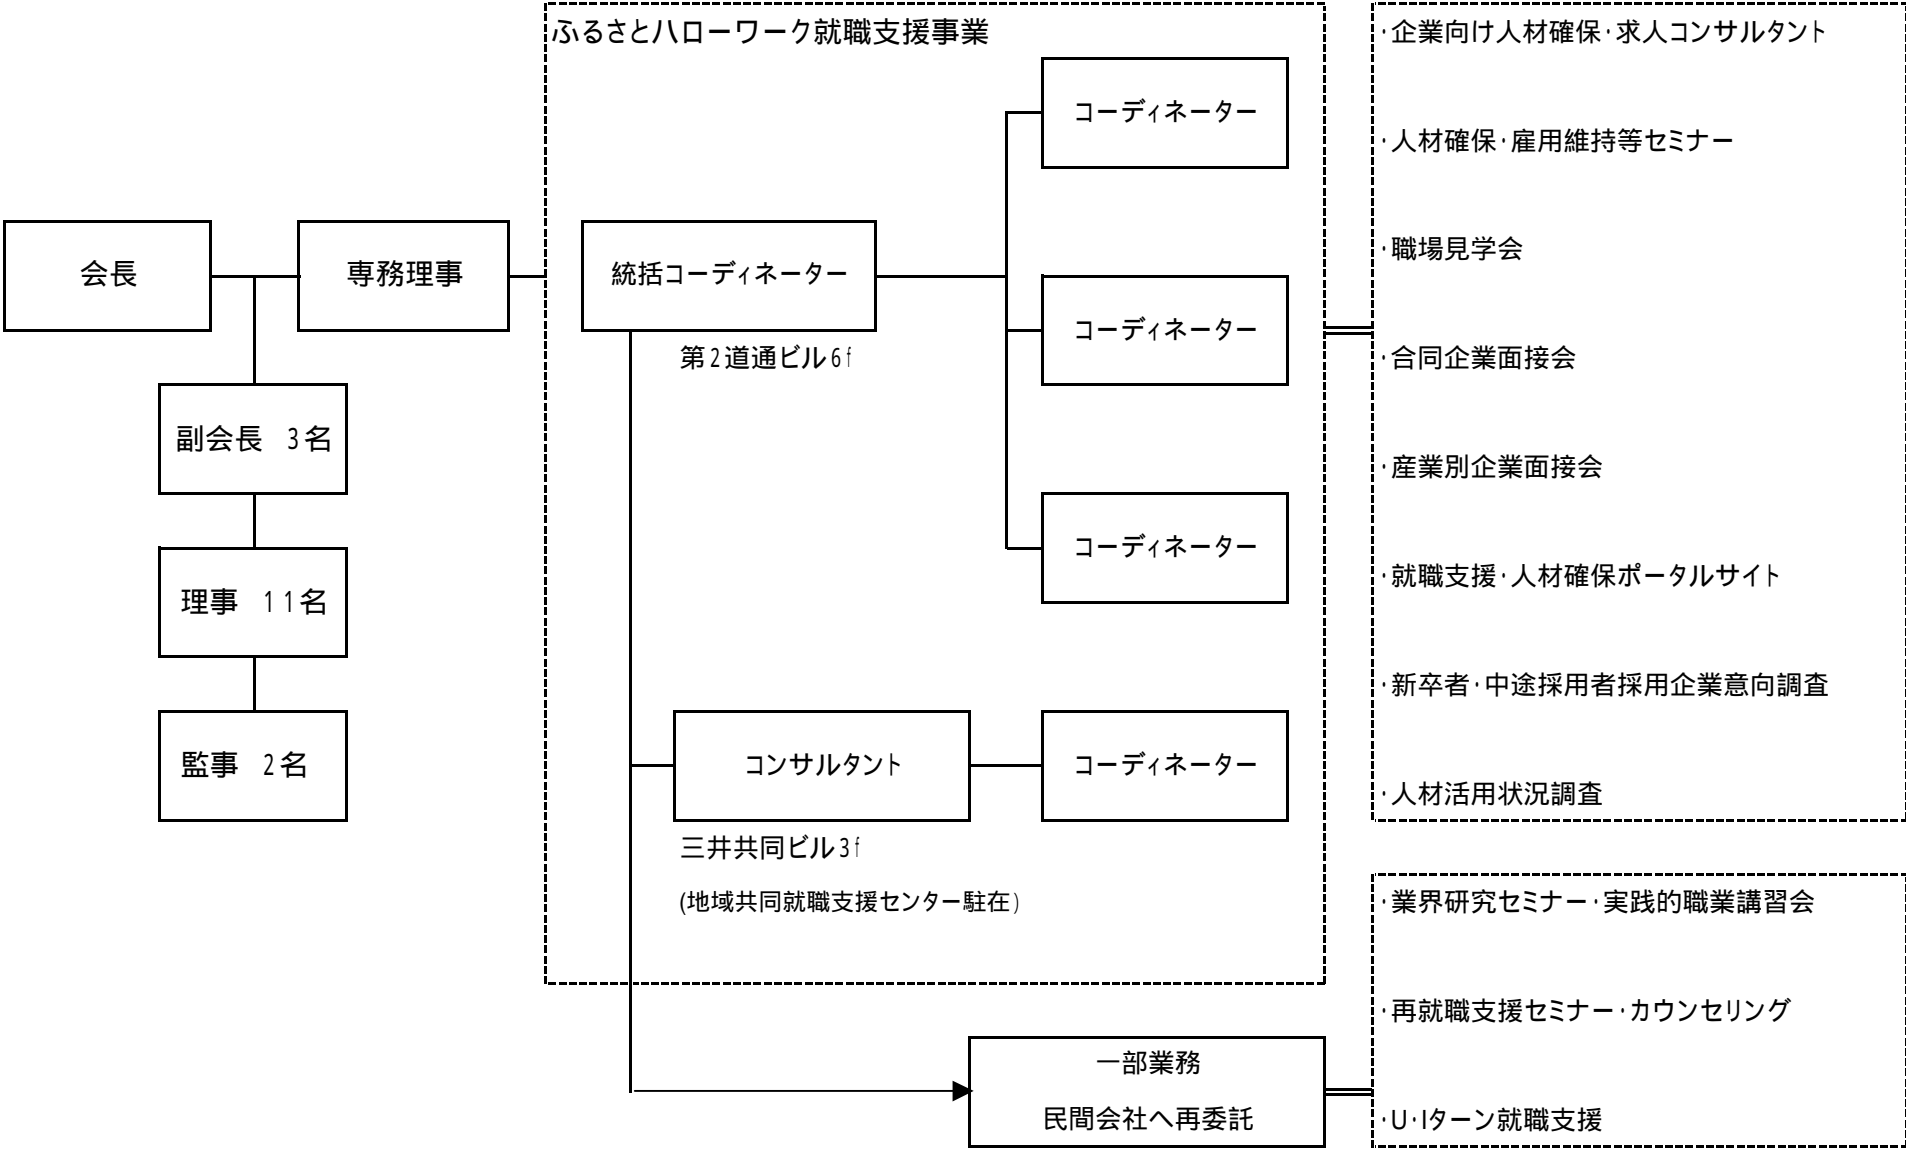 ふるさとハローワーク就職支援事業
会長
専務理事
副会長 3名
理事 11名
監事 2名
統括コーディネーター
第2道通ビル6f
コーディネーター
コーディネーター
コーディネーター
コンサルタント
コーディネーター
三井共同ビル3f
(地域共同就職支援センター駐在)
一部業務
民間会社へ再委託
・企業向け人材確保・求人コンサルタント
・人材確保・雇用維持等セミナー
・職場見学会
・合同企業面接会
・産業別企業面接会
・就職支援・人材確保ポータルサイト
・新卒者・中途採用者採用企業意向調査
・人材活用状況調査
・業界研究セミナー・実践的職業講習会
・再就職支援セミナー・カウンセリング
・U・Iターン就職支援